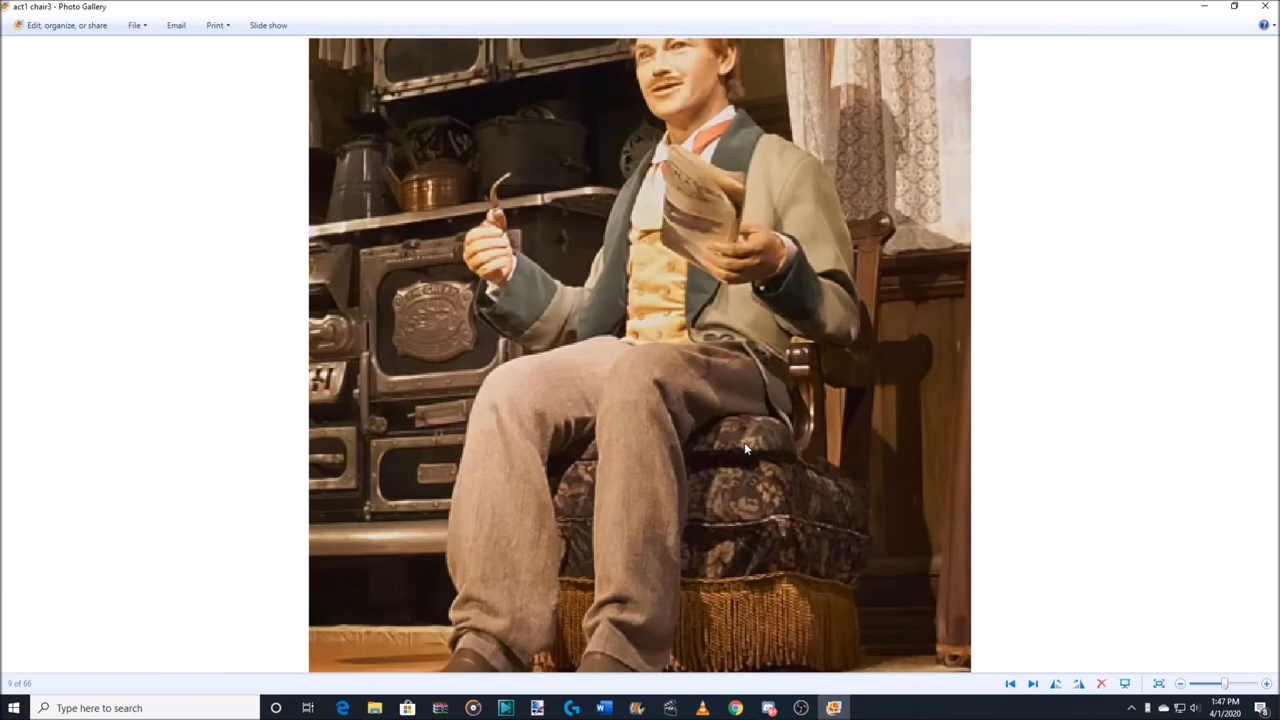 act1 chair3 - Photo Gallery
Edit, organize, or share
File
Email
Print
Slide show
9 of 66
Type here to search
1:47 PM
4/1/2020